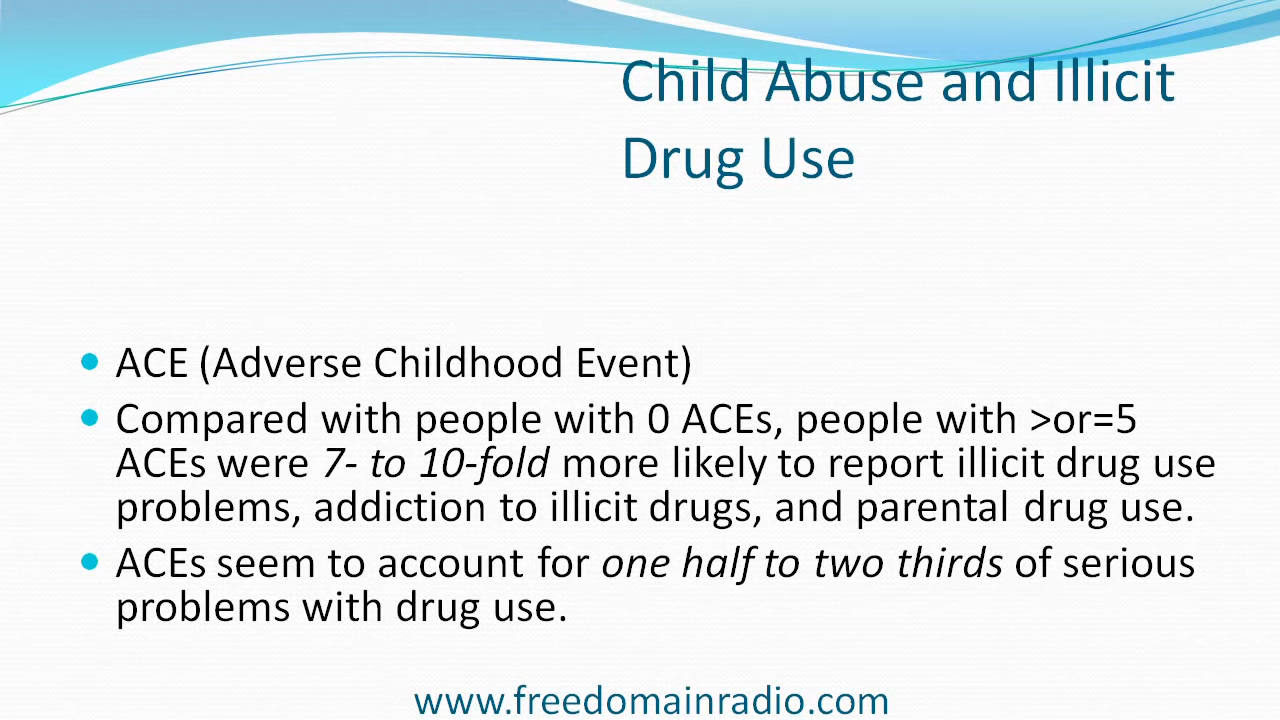 Child Abuse and Illicit
Drug Use
• ACE (Adverse Childhood Event)
• Compared with people with 0 ACEs, people with >or=5
ACEs were 7- to 10-fold more likely to report illicit drug use
problems, addiction to illicit drugs, and parental drug use.
• ACEs seem to account for one half to two thirds of serious
problems with drug use.
www.freedomainradio.com